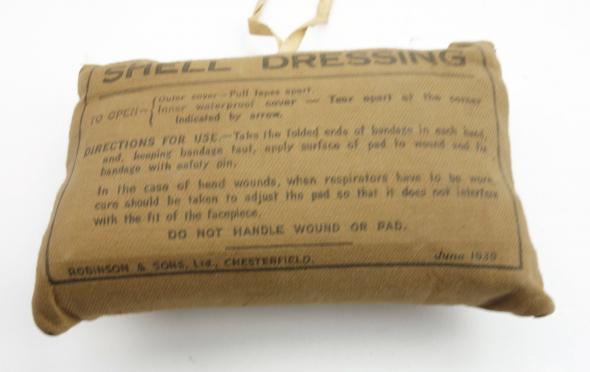 SHELL DRESSING
Outer cover—Pull tapes apart.
TO OPEN— Inner waterproof cover — Tear apart at the corner
indicated by arrow.
DIRECTIONS FOR USE.—Take the folded ends of bandage in each hand,
and, keeping bandage taut, apply surface of pad to wound and fix
bandage with safety pin.
In the case of head wounds, when respirators have to be worn,
care should be taken to adjust the pad so that it does not interfere
with the fit of the facepiece.
DO NOT HANDLE WOUND OR PAD.
ROBINSON & SONS, Ltd., CHESTERFIELD. June 1939